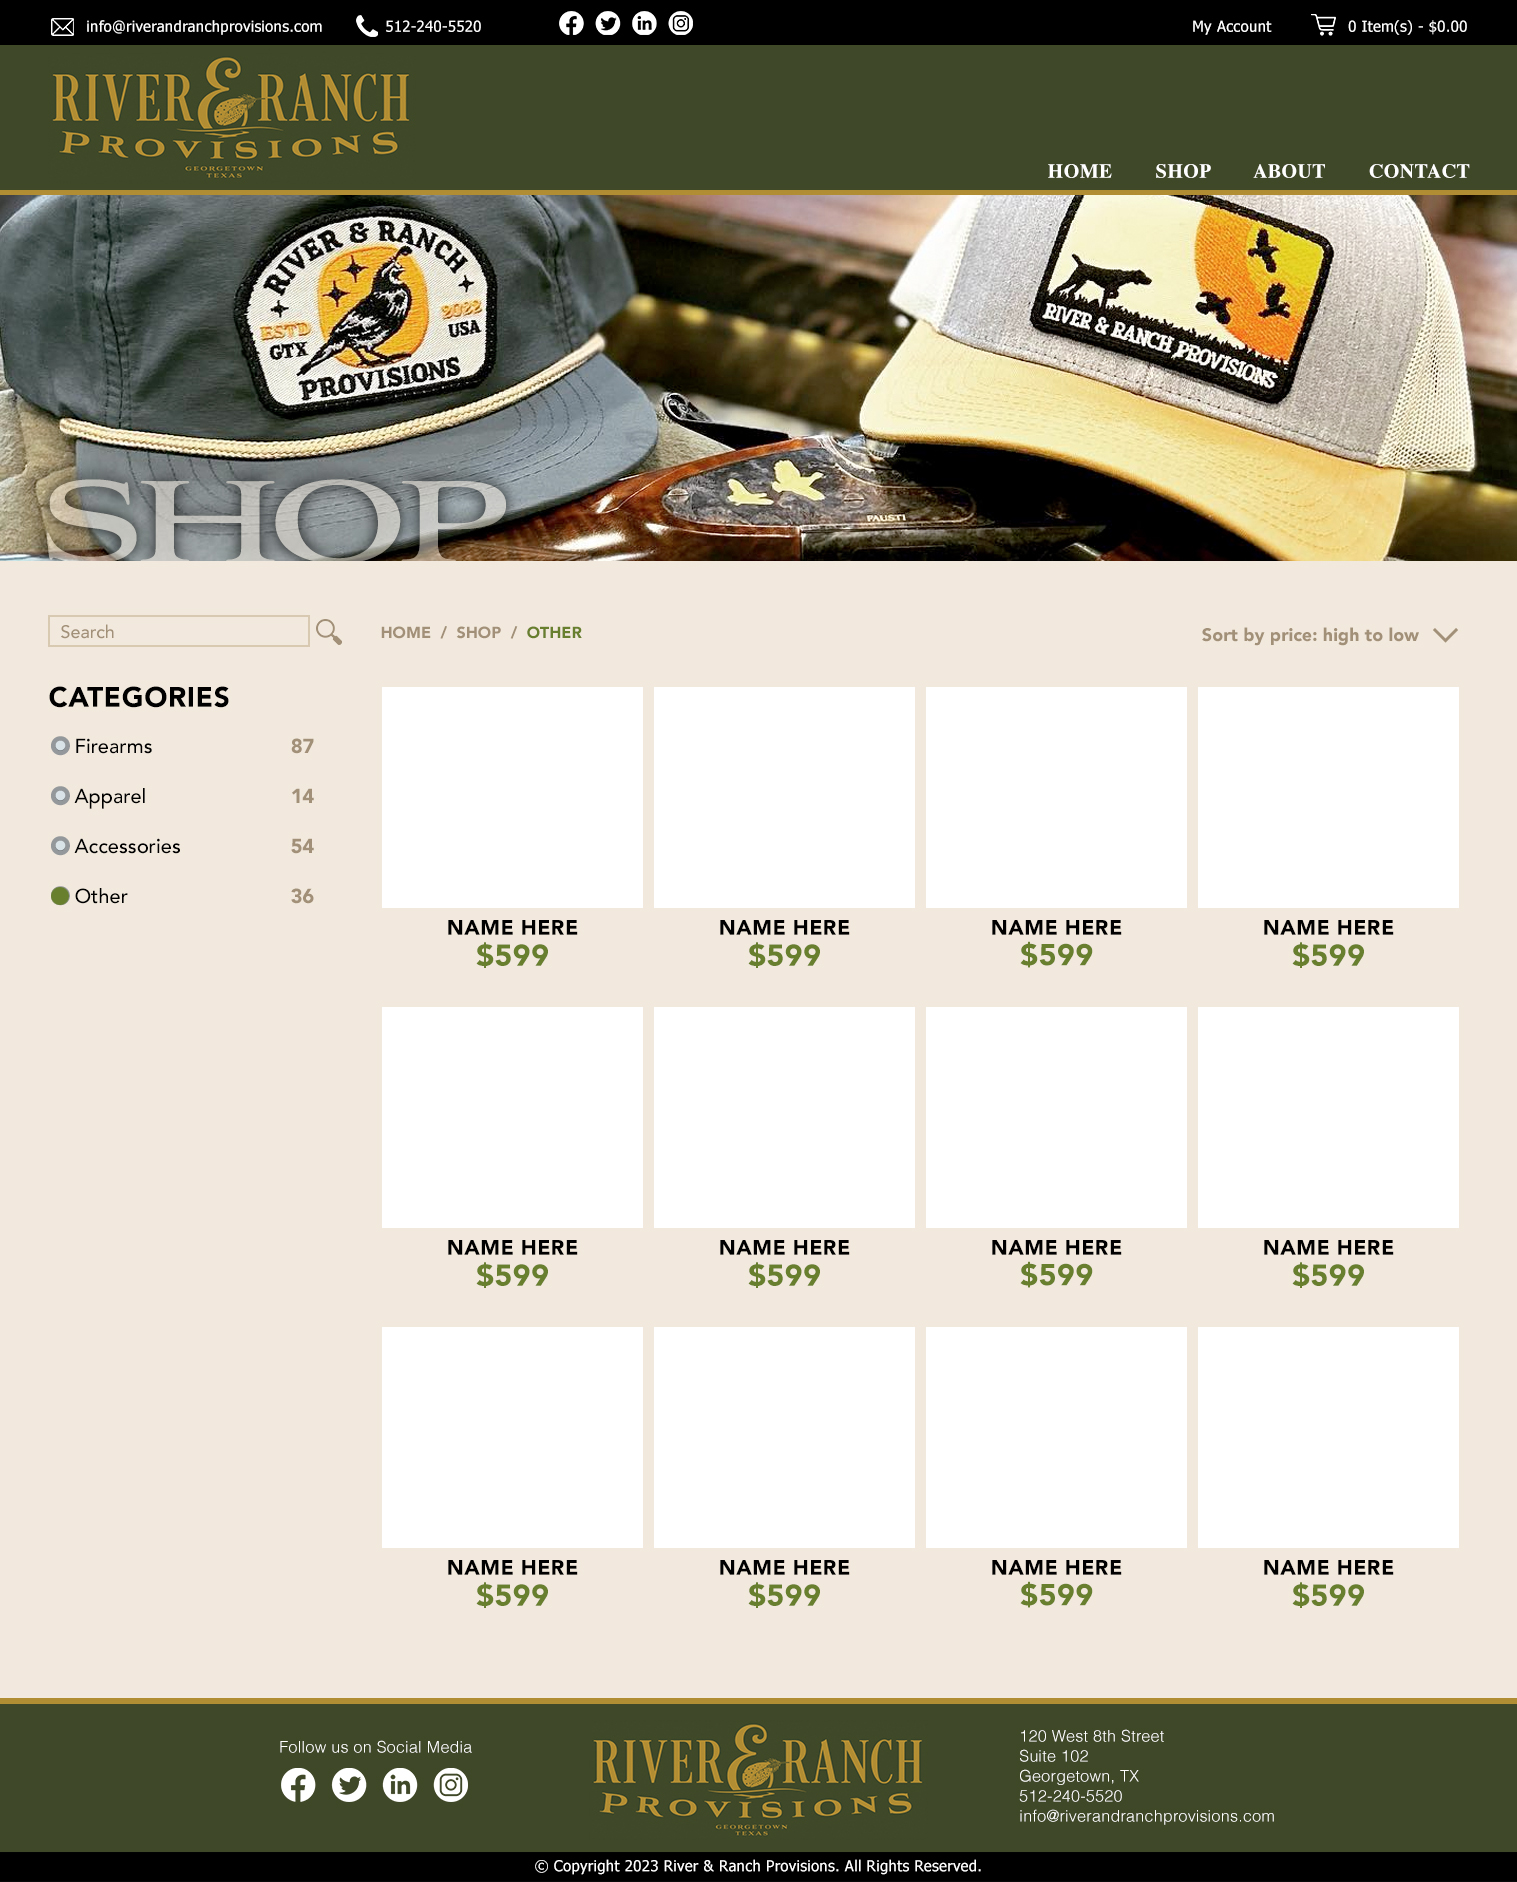 info@riverandranchprovisions.com 512-240-5520 My Account 0 Item(s) - $0.00
RIVER & RANCH
PROVISIONS
GEORGETOWN
TEXAS
HOME SHOP ABOUT CONTACT
RIVER & RANCH
ESTD 2022
GTX USA
PROVISIONS
RIVER & RANCH PROVISIONS
FAUSTI
SHOP
Search
HOME / SHOP / OTHER
Sort by price: high to low
CATEGORIES
Firearms 87
Apparel 14
Accessories 54
Other 36
NAME HERE NAME HERE NAME HERE NAME HERE
$599 $599 $599 $599
NAME HERE NAME HERE NAME HERE NAME HERE
$599 $599 $599 $599
NAME HERE NAME HERE NAME HERE NAME HERE
$599 $599 $599 $599
Follow us on Social Media
RIVER & RANCH
PROVISIONS
GEORGETOWN
TEXAS
120 West 8th Street
Suite 102
Georgetown, TX
512-240-5520
info@riverandranchprovisions.com
© Copyright 2023 River & Ranch Provisions. All Rights Reserved.